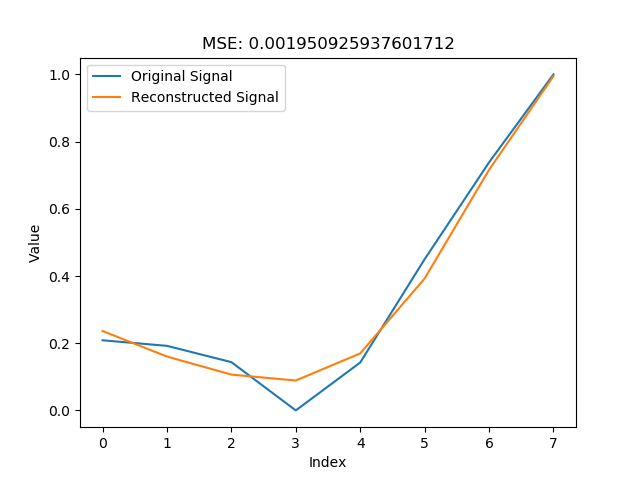 MSE: 0.001950925937601712
Original Signal
Reconstructed Signal
1.0
0.8
0.6
0.4
0.2
0.0
Value
0 1 2 3 4 5 6 7
Index